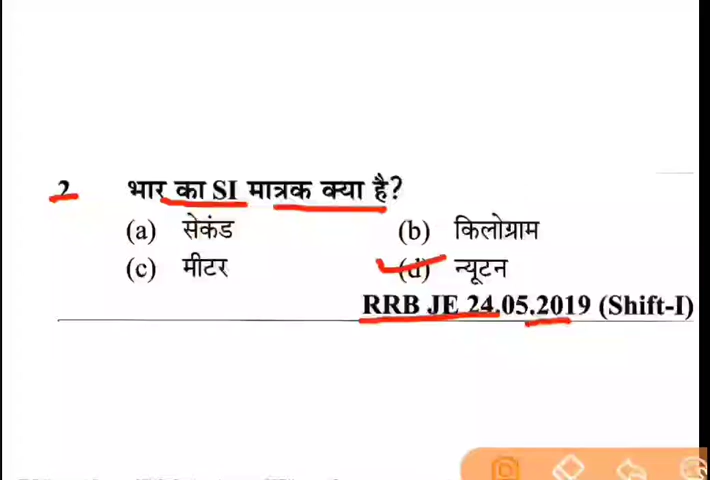 2 भार का SI मात्रक क्या है?
(a) सेकंड (b) किलोग्राम
(c) मीटर (d) न्यूटन
RRB JE 24.05.2019 (Shift-I)